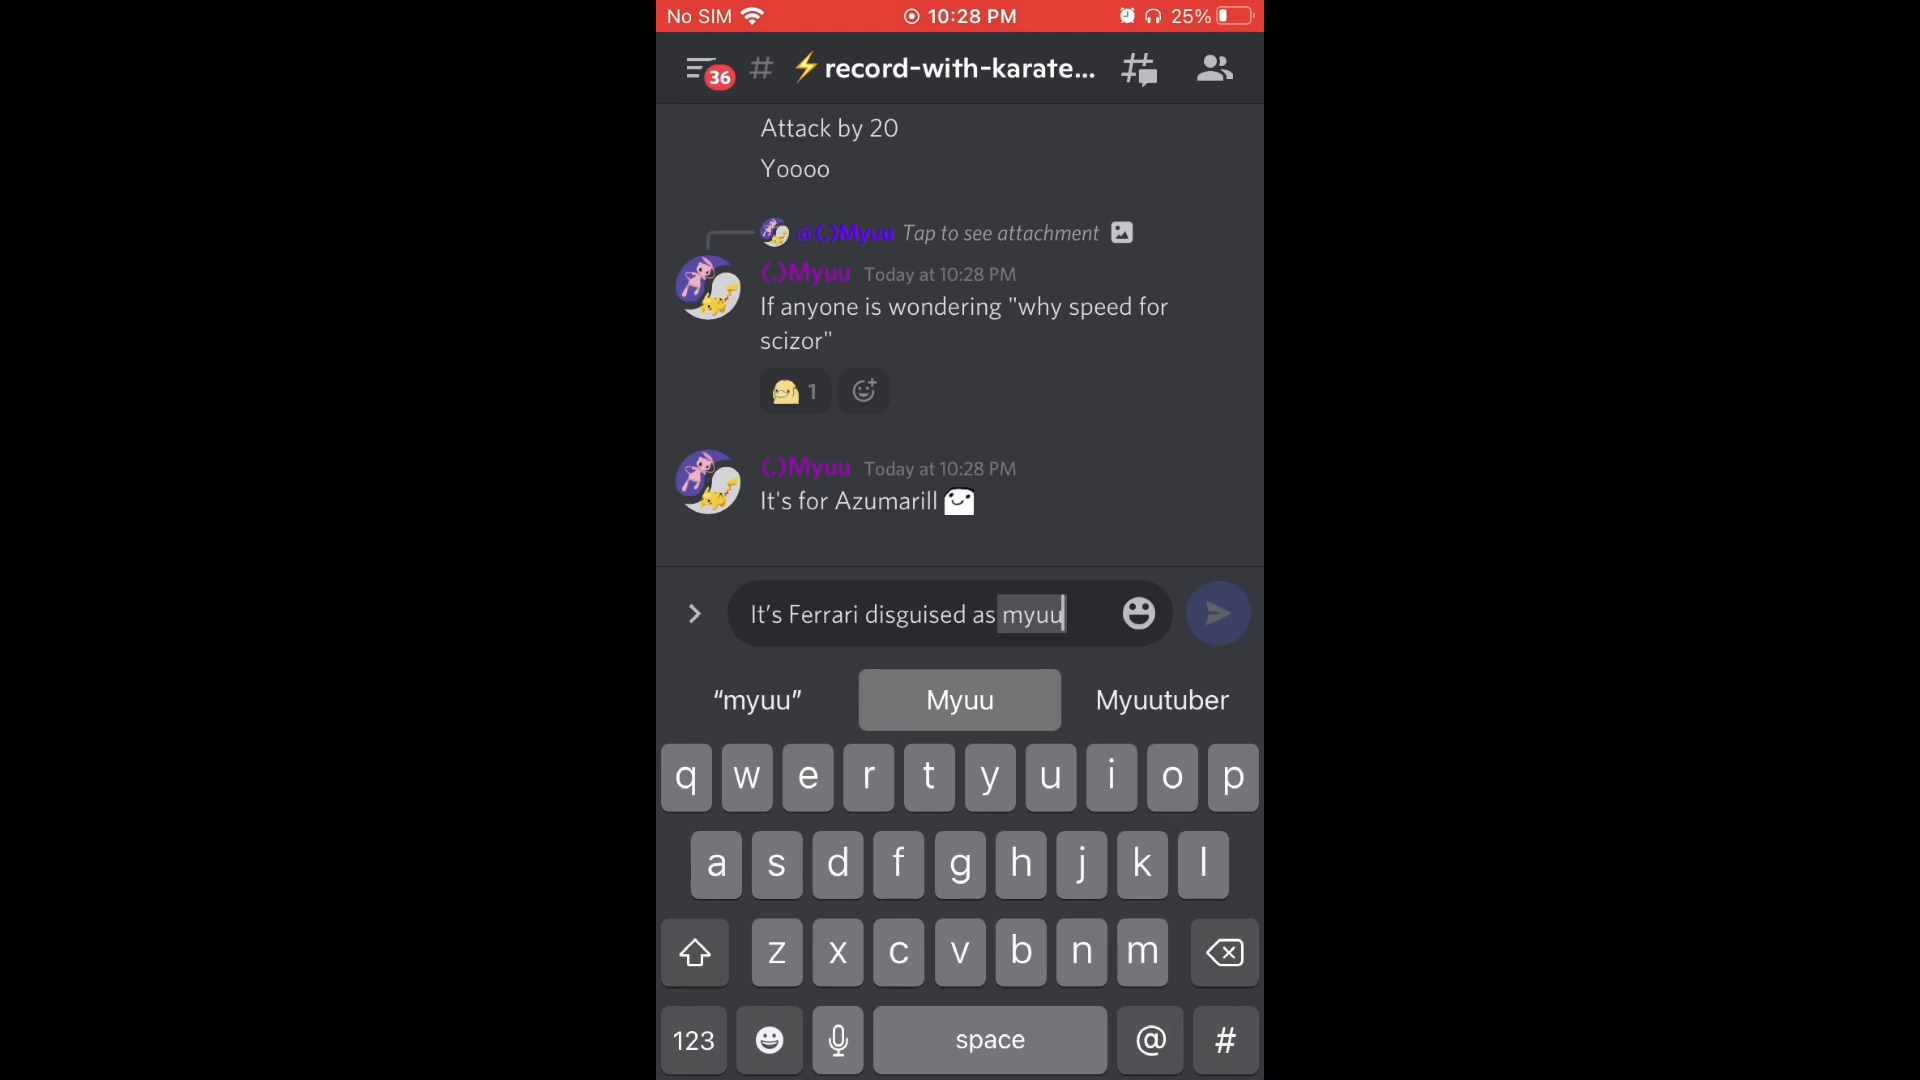 No SIM 10:28 PM 25%
36 # ⚡record-with-karate...
Attack by 20
Yoooo
@(.)Myuu Tap to see attachment
(.)Myuu Today at 10:28 PM
If anyone is wondering "why speed for
scizor"
1
(.)Myuu Today at 10:28 PM
It's for Azumarill
It’s Ferrari disguised as myuu
“myuu” Myuu Myuutuber
q w e r t y u i o p
a s d f g h j k l
z x c v b n m
123 space @ #